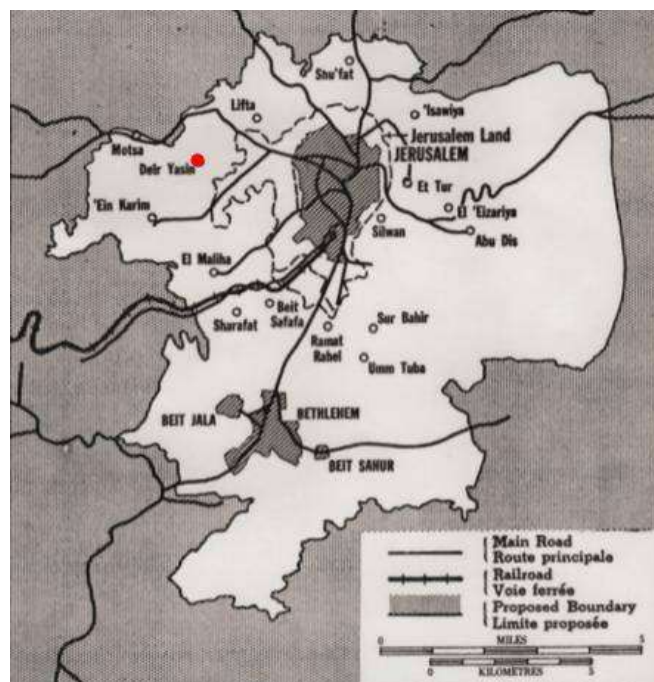 Shu'fat
Lifta
'Isawiya
Motsa
Jerusalem Land
JERUSALEM
Deir Yasin
Et Tur
'Ein Karim
El 'Eizariya
Silwan
Abu Dis
El Maliha
Beit
Safafa
Sharafat
Sur Bahir
Ramat
Rahel
Umm Tuba
BEIT JALA
BETHLEHEM
BEIT SAHUR
Main Road
Route principale
Railroad
Voie ferrée
Proposed Boundary
Limite proposée
0 MILES 5
0 KILOMETRES 5